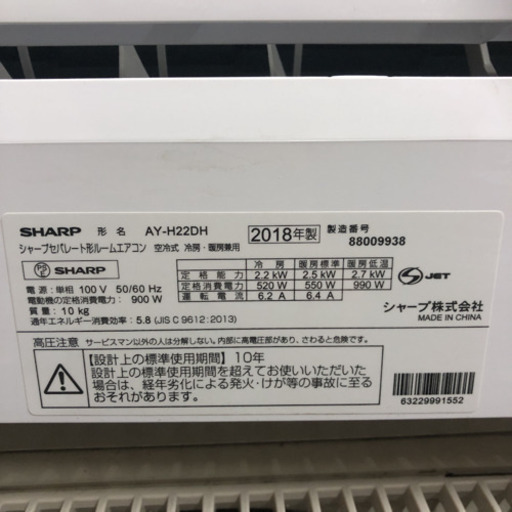 SHARP 形名 AY-H22DH 2018年製 製造番号 88009938
シャープセパレート形ルームエアコン 空冷式 冷房・暖房兼用
SHARP
電源:単相 100 V 50/60 Hz
電動機の定格消費電力: 900 W
質量: 10 kg
通年エネルギー消費効率: 5.8 (JIS C 9612:2013)
冷房 暖房標準 暖房低温
定格能力 2.2 kW 2.5 kW 2.7 kW
定格消費電力 520 W 550 W 990 W
運転電流 6.2 A 6.4 A
JET
シャープ株式会社
MADE IN CHINA
高圧注意 サービスマン以外の人は分解しない。内部に高電圧部があり、さわると危険です。
【設計上の標準使用期間】10年
設計上の標準使用期間を超えてお使いいただいた
場合は、経年劣化による発火・けが等の事故に至る
おそれがあります。
63229991552